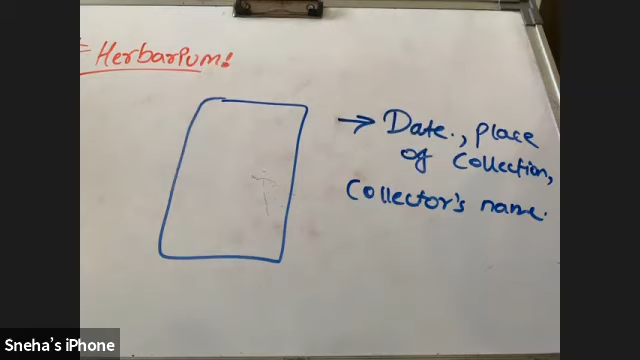 Herbarium!
→ Date., place
of collection,
Collector's name.
Sneha's iPhone